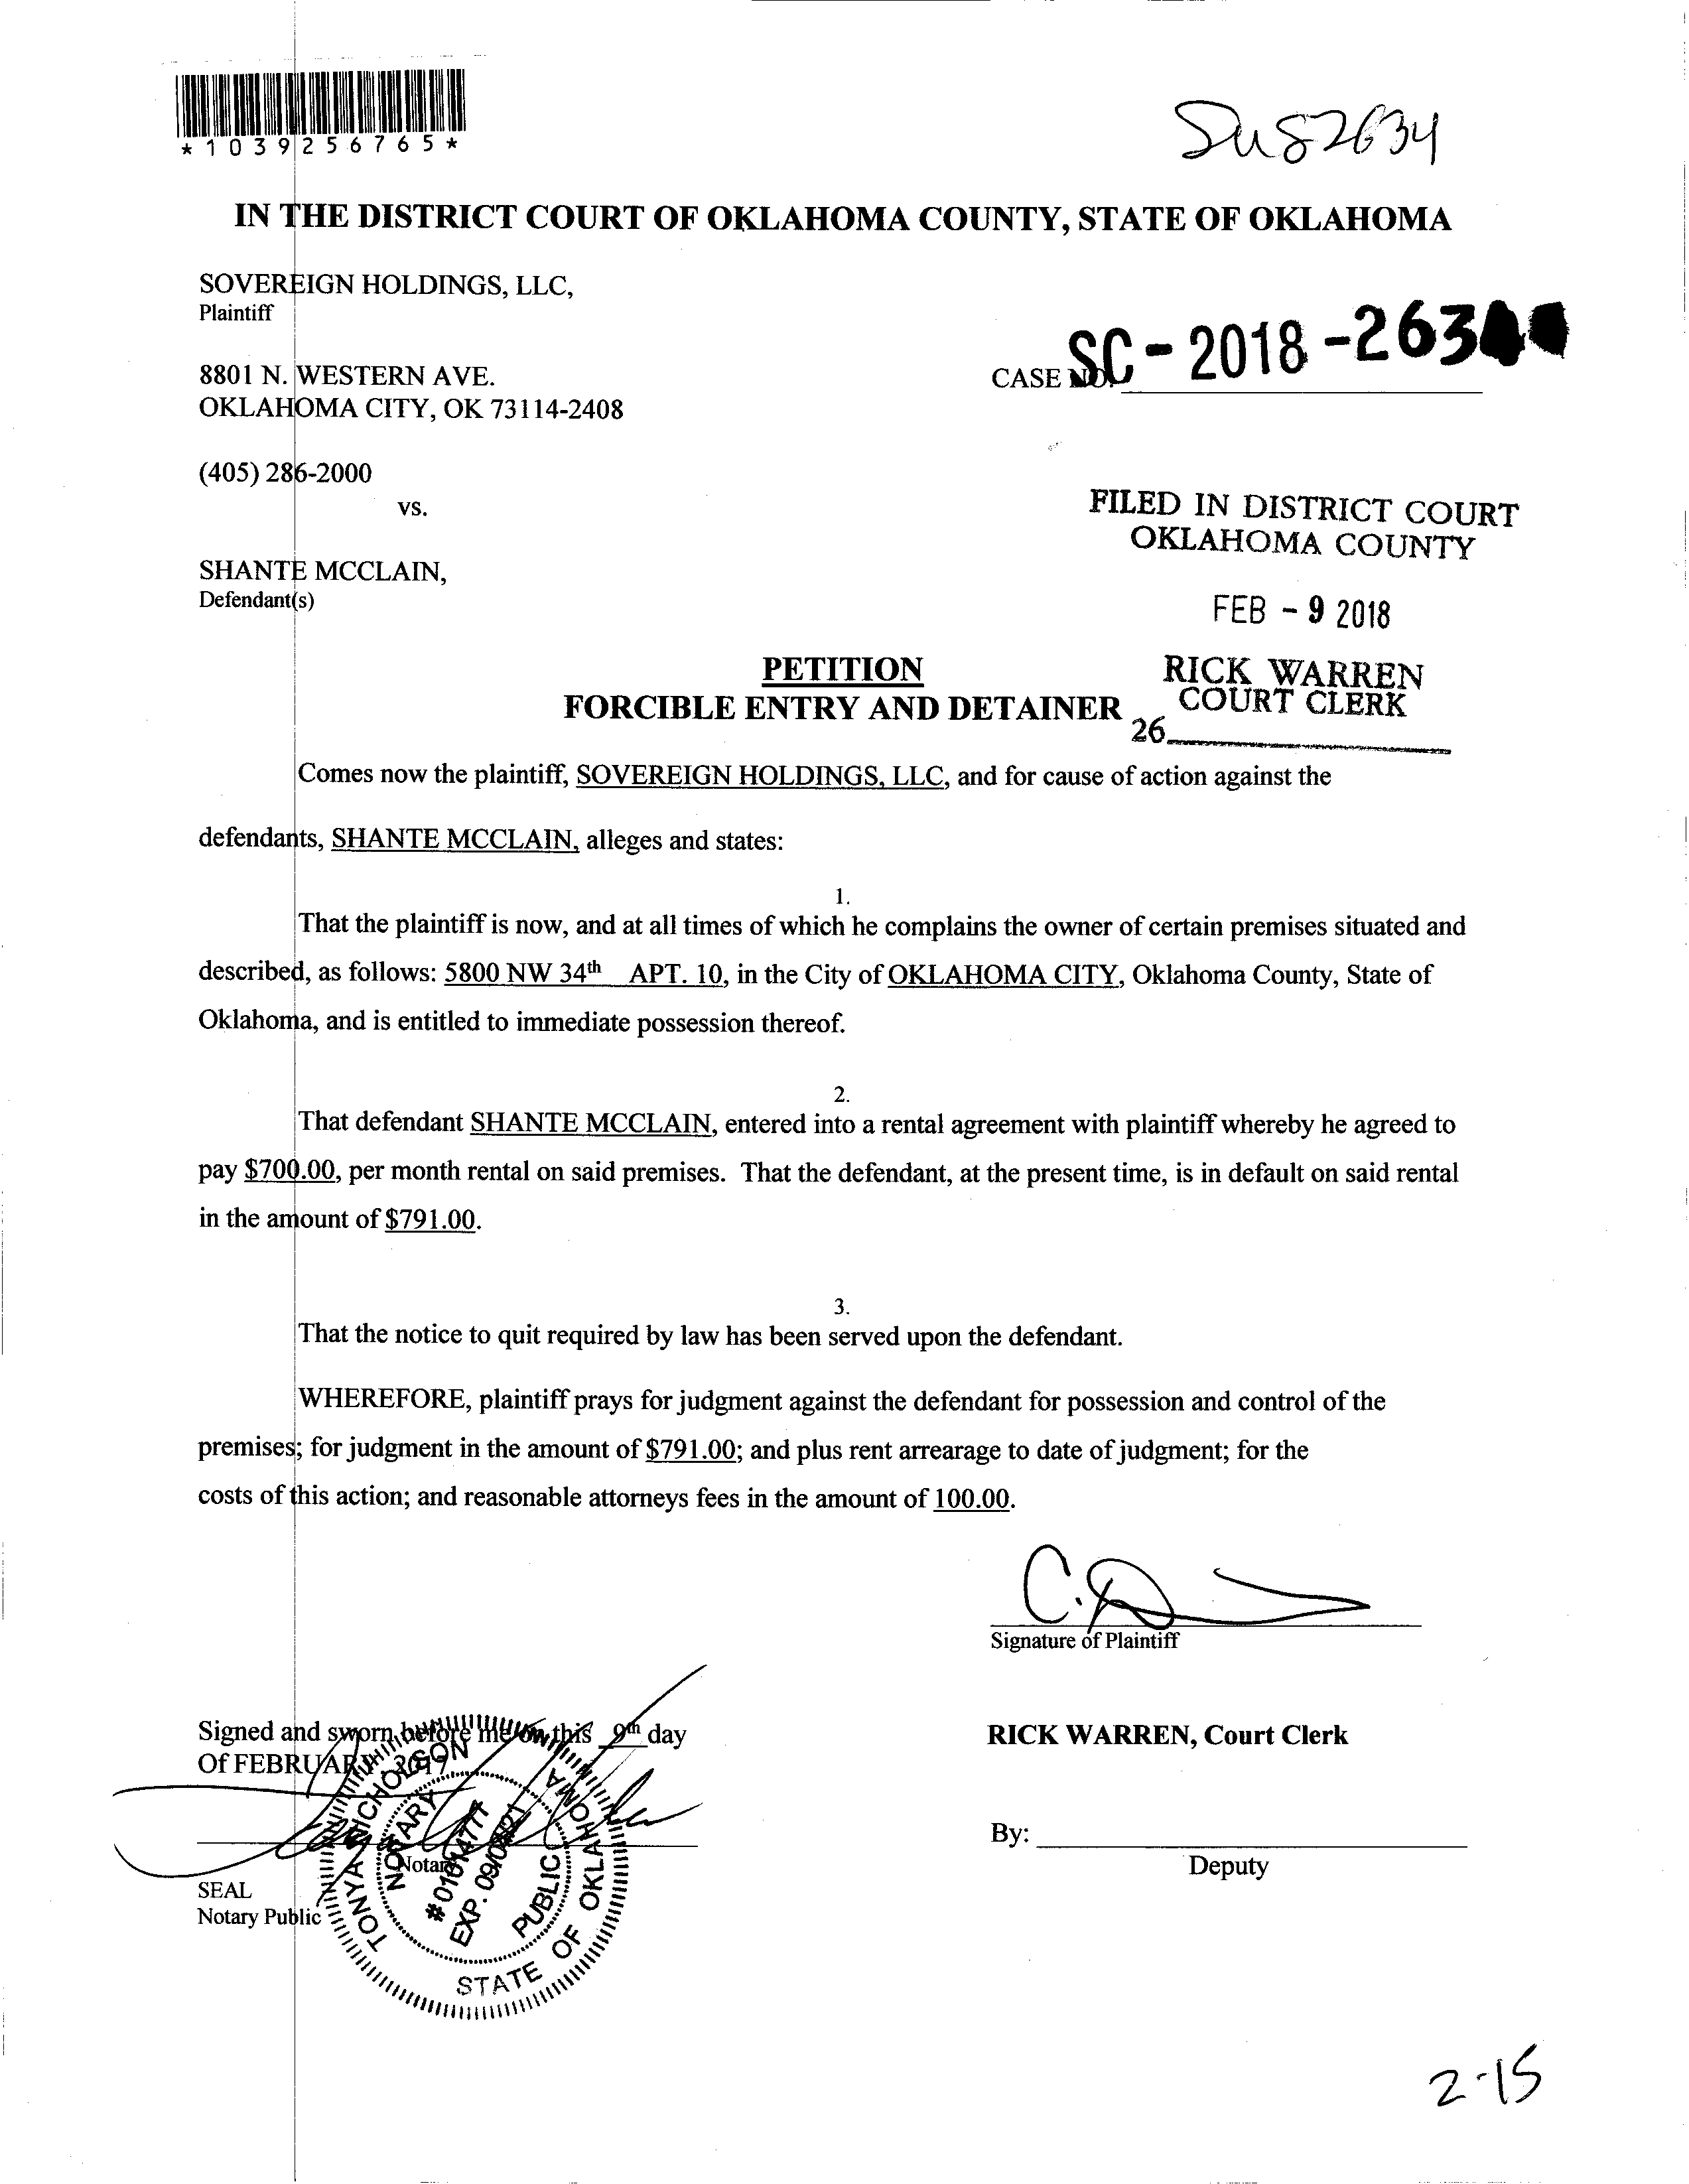 *1039256765*
Su82634
IN THE DISTRICT COURT OF OKLAHOMA COUNTY, STATE OF OKLAHOMA
SOVEREIGN HOLDINGS, LLC,
Plaintiff
8801 N. WESTERN AVE.
OKLAHOMA CITY, OK 73114-2408
CASE NO. SC-2018-2634
(405) 286-2000
vs.
FILED IN DISTRICT COURT
OKLAHOMA COUNTY
SHANTE MCCLAIN,
Defendant(s)
FEB - 9 2018
PETITION
RICK WARREN
FORCIBLE ENTRY AND DETAINER
COURT CLERK
26
Comes now the plaintiff, SOVEREIGN HOLDINGS, LLC, and for cause of action against the
defendants, SHANTE MCCLAIN, alleges and states:
1.
That the plaintiff is now, and at all times of which he complains the owner of certain premises situated and
described, as follows: 5800 NW 34th APT. 10, in the City of OKLAHOMA CITY, Oklahoma County, State of
Oklahoma, and is entitled to immediate possession thereof.
2.
That defendant SHANTE MCCLAIN, entered into a rental agreement with plaintiff whereby he agreed to
pay $700.00, per month rental on said premises. That the defendant, at the present time, is in default on said rental
in the amount of $791.00.
3.
That the notice to quit required by law has been served upon the defendant.
WHEREFORE, plaintiff prays for judgment against the defendant for possession and control of the
premises; for judgment in the amount of $791.00; and plus rent arrearage to date of judgment; for the
costs of this action; and reasonable attorneys fees in the amount of 100.00.
Signature of Plaintiff
Signed and sworn before me on this 9th day
Of FEBRUARY 2017
RICK WARREN, Court Clerk
By:
Deputy
SEAL
Notary Public
TONYA NICHOLSON
NOTARY PUBLIC
#01014777
EXP. 09/04/21
STATE OF OKLAHOMA
2-15